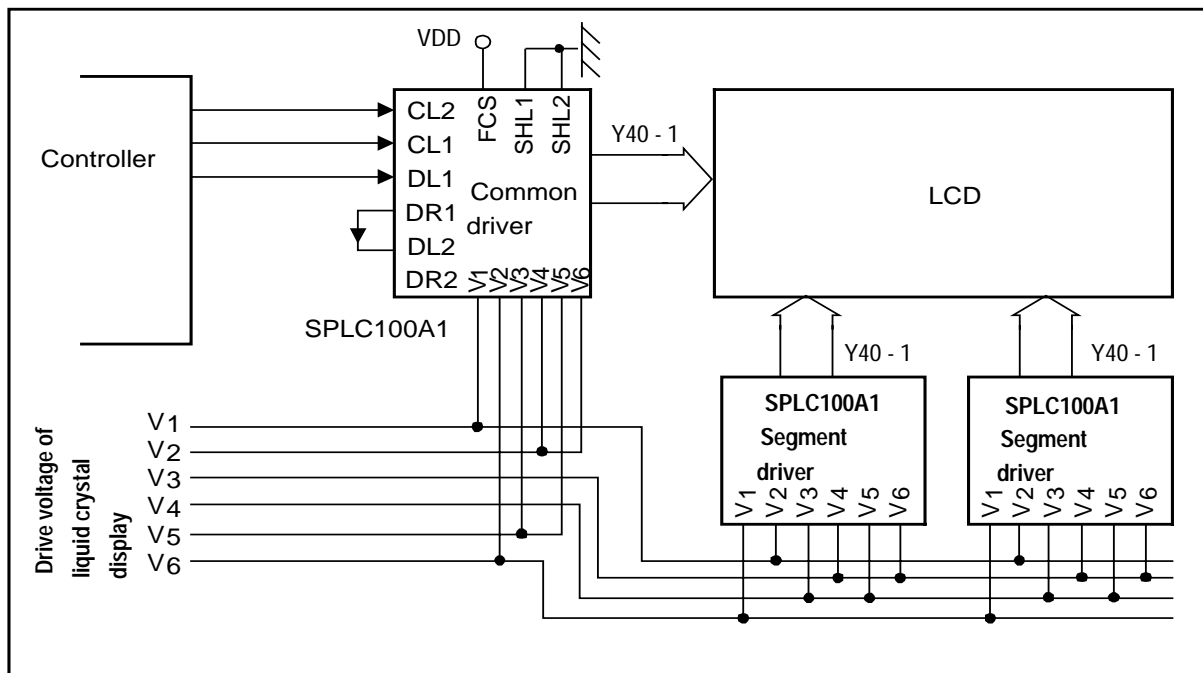 VDD
FCS
SHL1
SHL2
CL2
CL1
DL1
DR1
DL2
DR2
Controller
Common
driver
V1
V2
V3
V4
V5
V6
SPLC100A1
Y40 - 1
LCD
Y40 - 1
Y40 - 1
SPLC100A1
Segment
driver
V1
V2
V3
V4
V5
V6
SPLC100A1
Segment
driver
V1
V2
V3
V4
V5
V6
Drive voltage of
liquid crystal
display
V1
V2
V3
V4
V5
V6